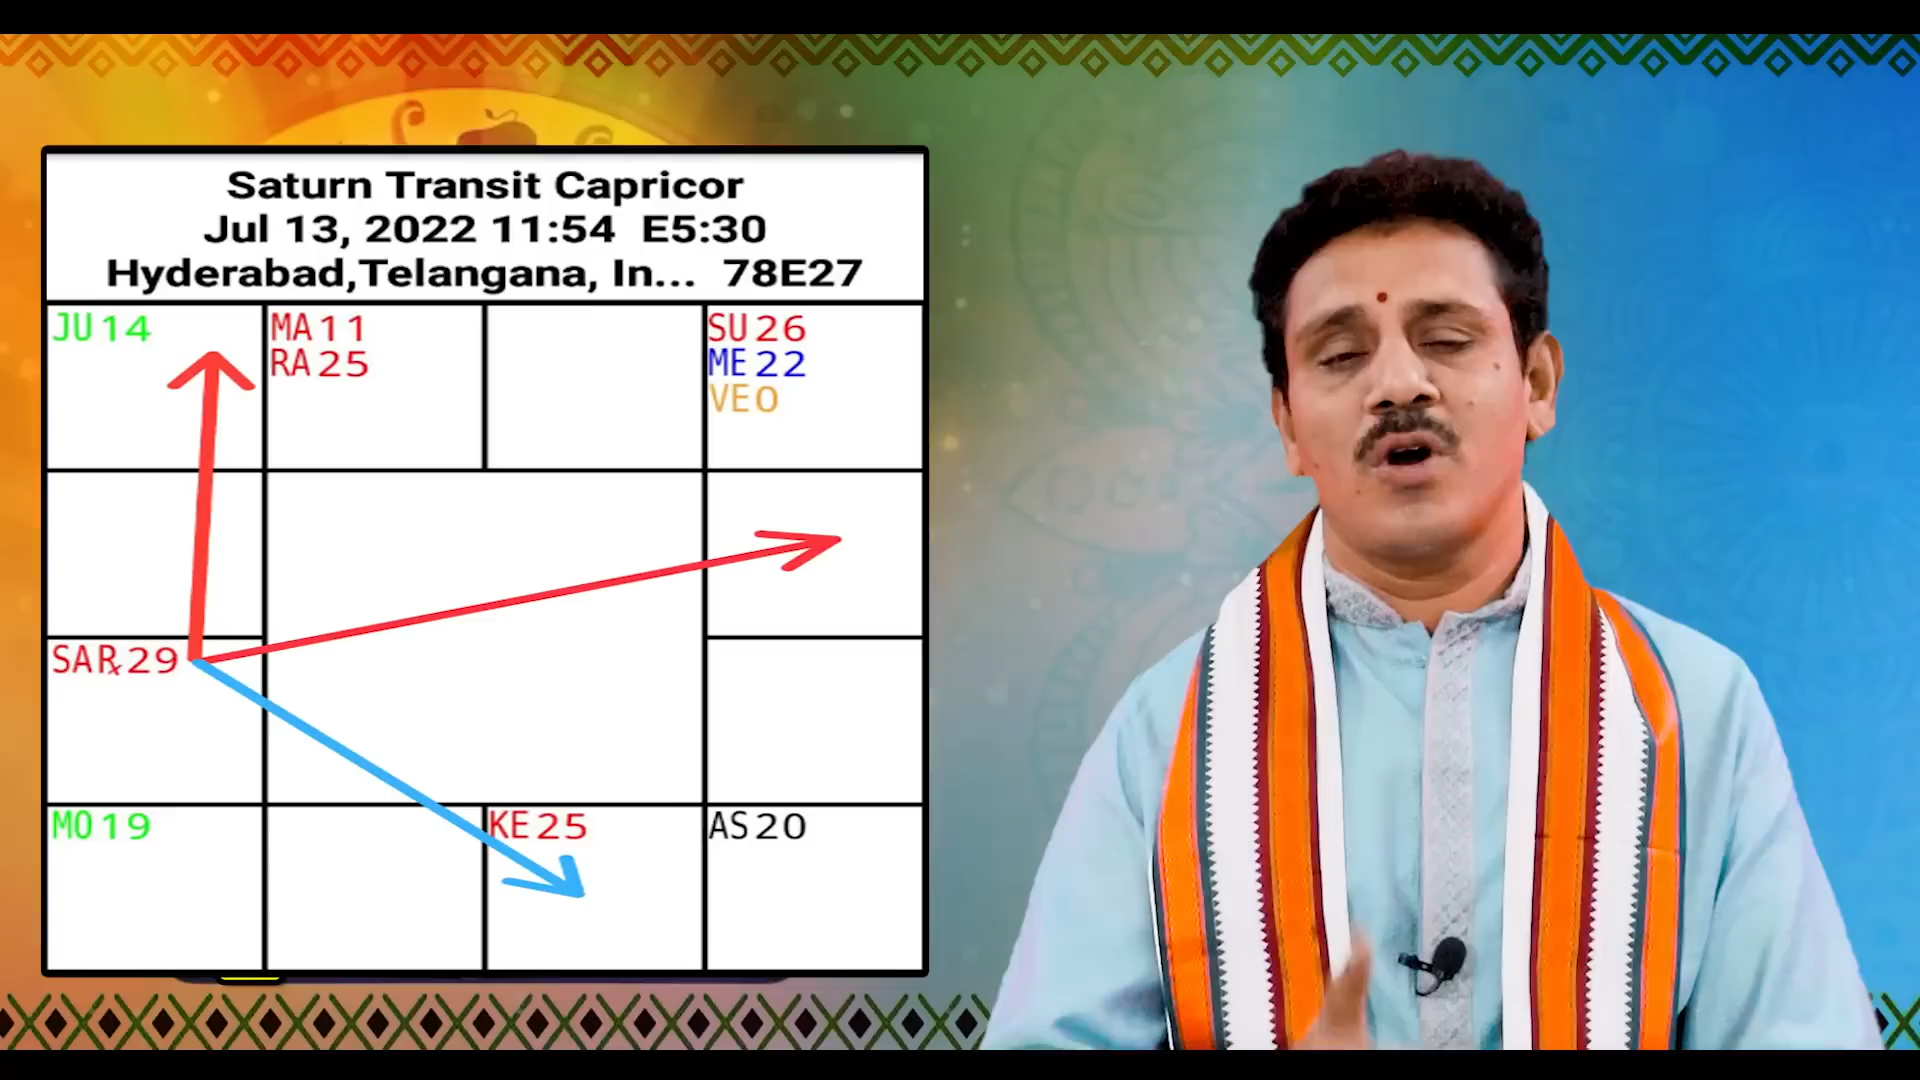 Saturn Transit Capricor
Jul 13, 2022 11:54 E5:30
Hyderabad,Telangana, In... 78E27
JU 14
MA 11
RA 25
SU 26
ME 22
VE 0
SA℞ 29
MO 19
KE 25
AS 20